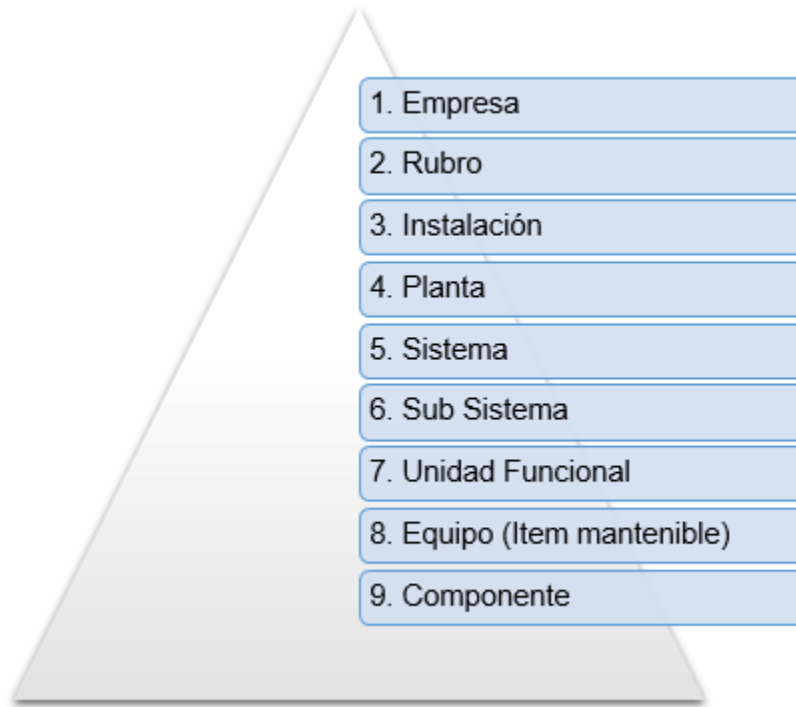 1. Empresa
2. Rubro
3. Instalación
4. Planta
5. Sistema
6. Sub Sistema
7. Unidad Funcional
8. Equipo (Item mantenible)
9. Componente